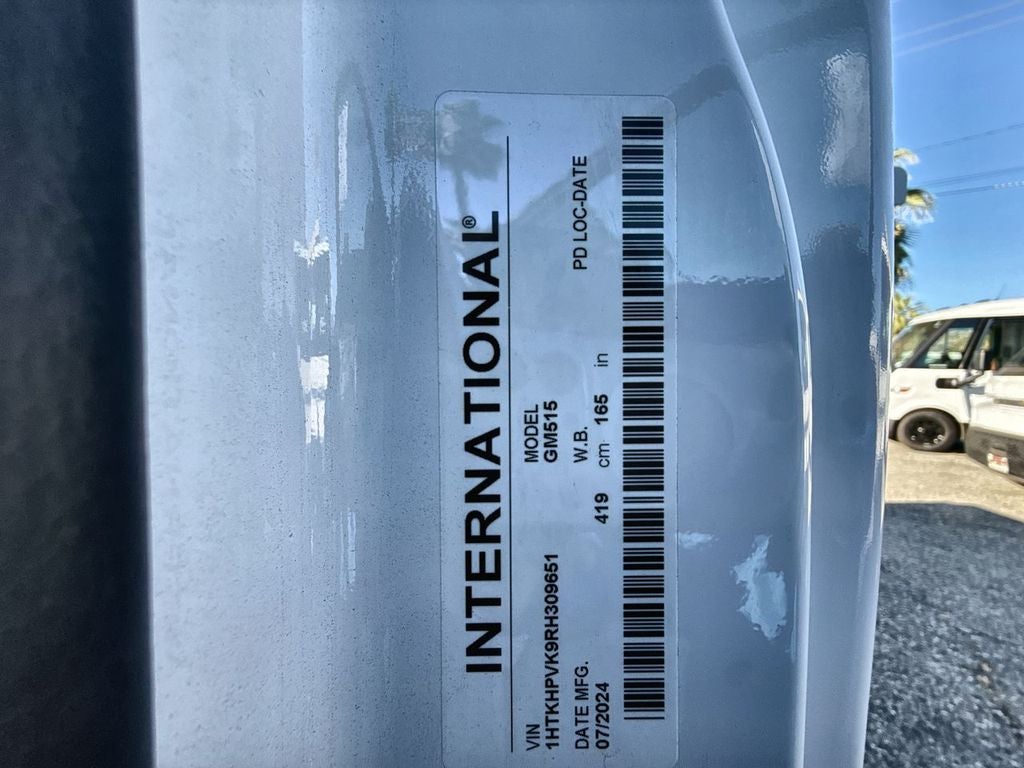 INTERNATIONAL®
VIN
1HTKHPVK9RH309651
MODEL
GM515
DATE MFG.
07/2024
W.B.
419 cm 165 in
PD LOC-DATE